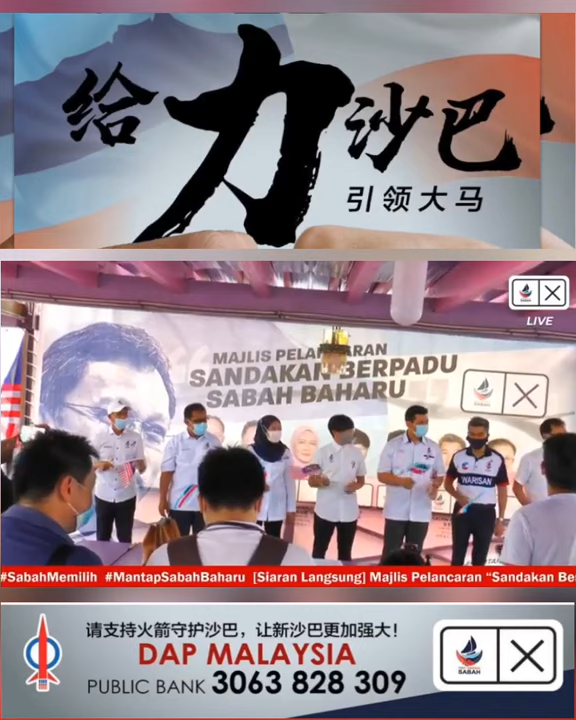 给力沙巴
引领大马
SABAH
LIVE
MAJLIS PELANCARAN
SANDAKAN BERPADU
SABAH BAHARU
SABAH
WARISAN
#SabahMemilih #MantapSabahBaharu [Siaran Langsung] Majlis Pelancaran "Sandakan Be
请支持火箭守护沙巴，让新沙巴更加强大！
DAP MALAYSIA
PUBLIC BANK 3063 828 309
SABAH